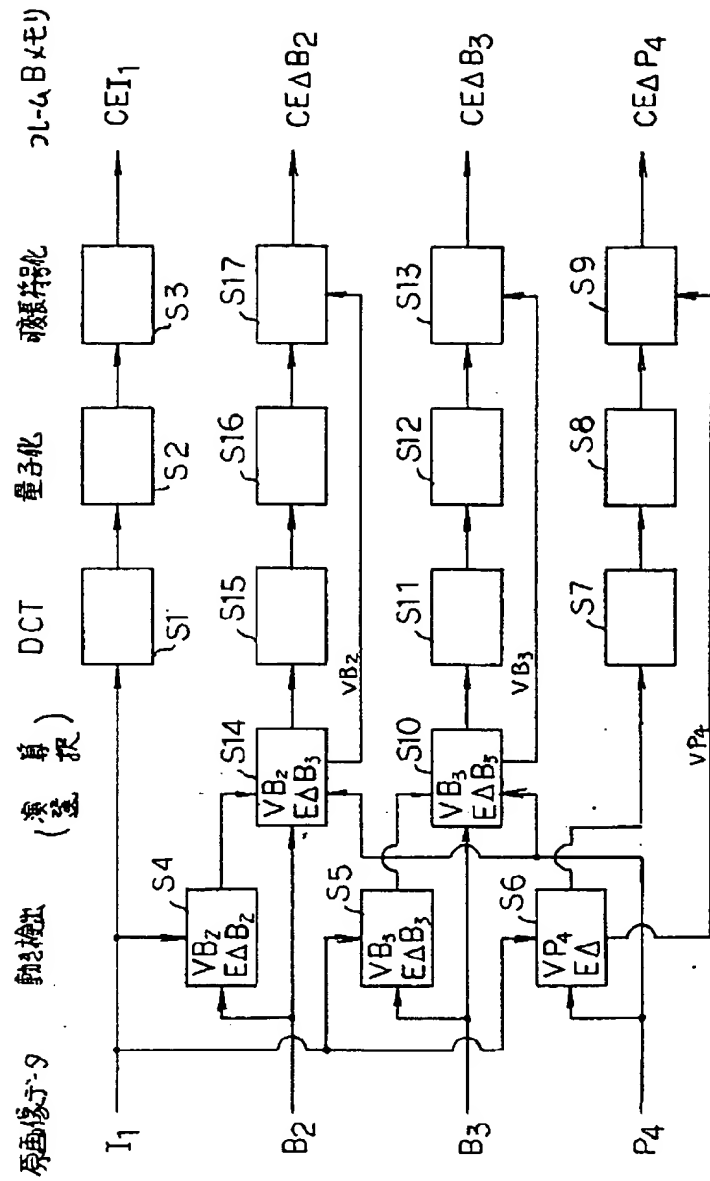 原画像データ
動き検出
(演算
選択)
DCT
量子化
可変長符号化
フレームBメモリ
I1
S1
S2
S3
CEI1
S4
VB2
EΔB2
B2
S14
VB2
EΔB3
S15
S16
S17
CEΔB2
VB2
S5
VB3
EΔB3
B3
S10
VB3
EΔB3
S11
S12
S13
CEΔB3
VB3
S6
VP4
EΔ
P4
S7
S8
S9
CEΔP4
VP4